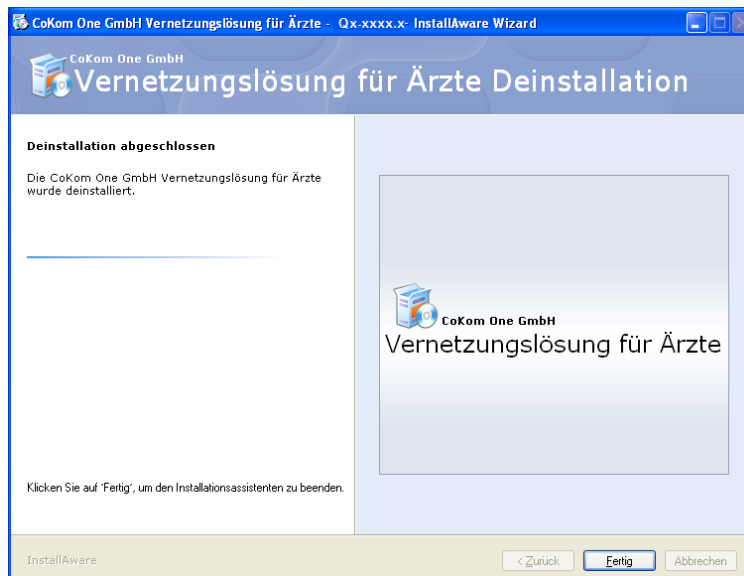 CoKom One GmbH Vernetzungslösung für Ärzte - Qx-xxxx.x- InstallAware Wizard
CoKom One GmbH
Vernetzungslösung für Ärzte Deinstallation
Deinstallation abgeschlossen
Die CoKom One GmbH Vernetzungslösung für Ärzte
wurde deinstalliert.
CoKom One GmbH
Vernetzungslösung für Ärzte
Klicken Sie auf 'Fertig', um den Installationsassistenten zu beenden.
InstallAware
< Zurück
Fertig
Abbrechen